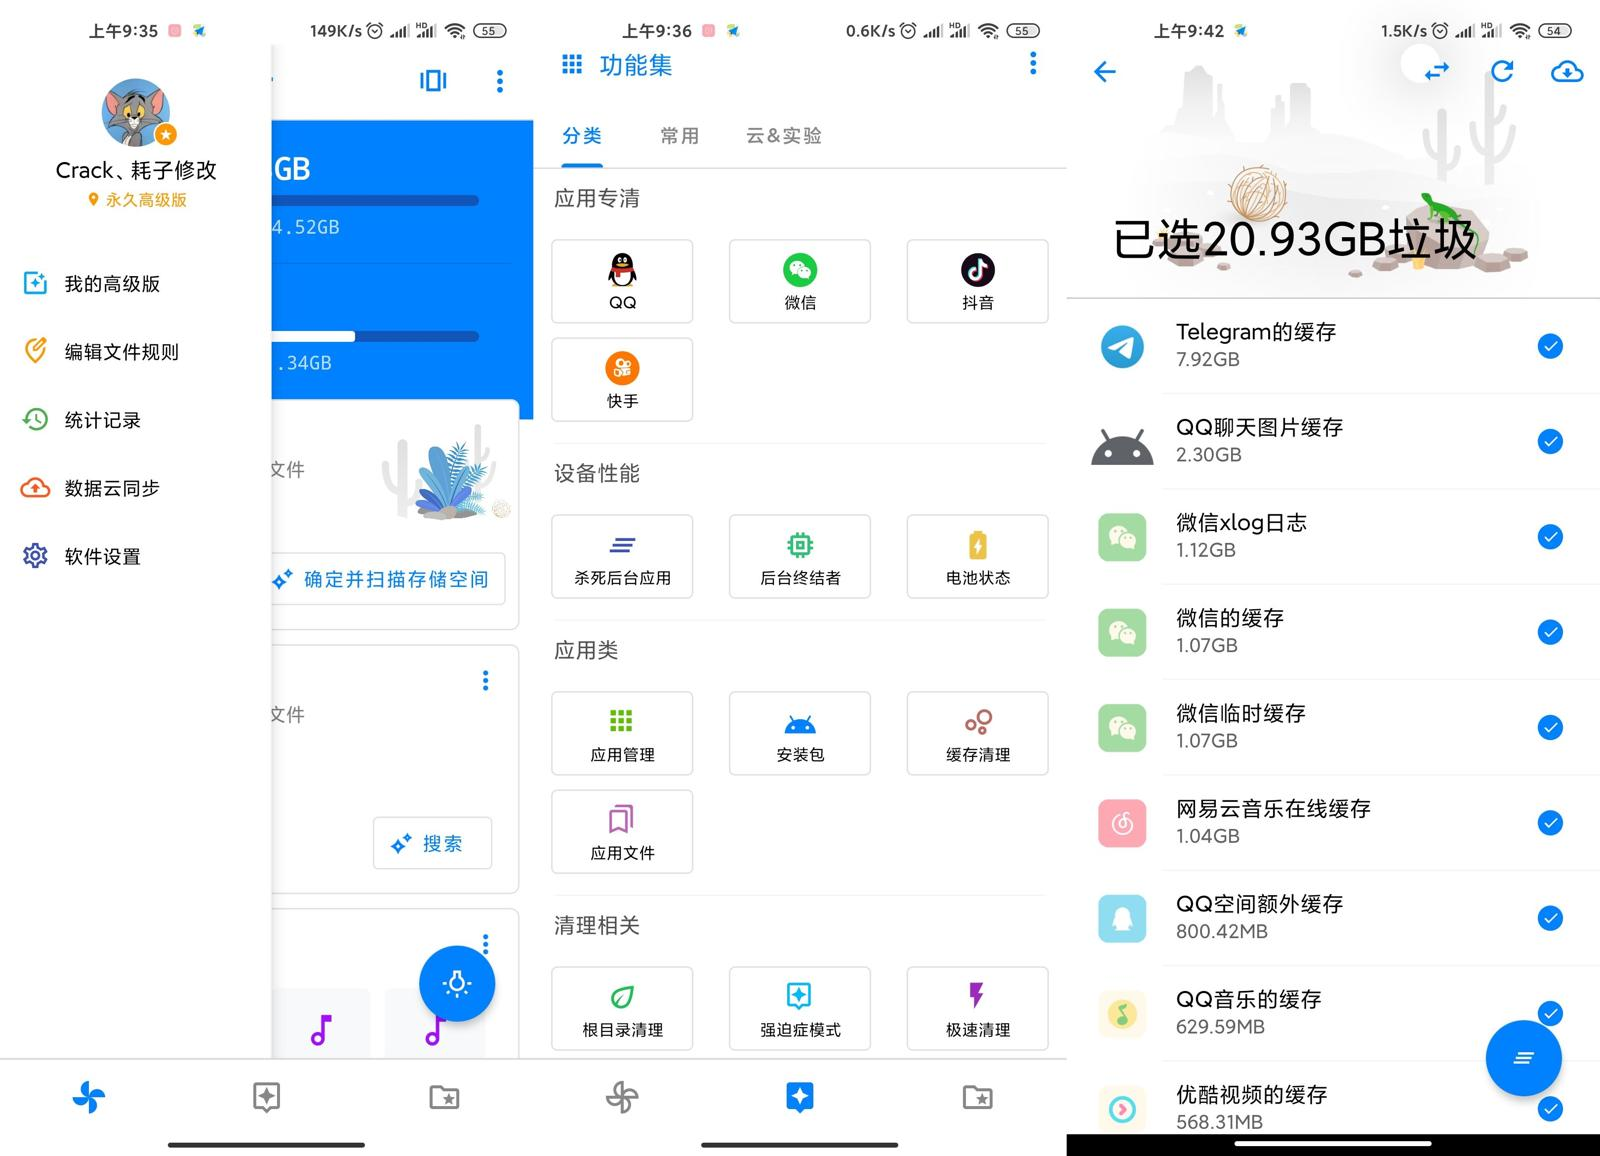 上午9:35
149K/s
HD
55
Crack、耗子修改
永久高级版
我的高级版
编辑文件规则
统计记录
数据云同步
软件设置
GB
4.52GB
.34GB
文件
确定并扫描存储空间
文件
搜索
上午9:36
0.6K/s
HD
55
功能集
分类
常用
云&实验
应用专清
QQ
微信
抖音
快手
设备性能
杀死后台应用
后台终结者
电池状态
应用类
应用管理
安装包
缓存清理
应用文件
清理相关
根目录清理
强迫症模式
极速清理
上午9:42
1.5K/s
HD
54
已选20.93GB垃圾
Telegram的缓存
7.92GB
QQ聊天图片缓存
2.30GB
微信xlog日志
1.12GB
微信的缓存
1.07GB
微信临时缓存
1.07GB
网易云音乐在线缓存
1.04GB
QQ空间额外缓存
800.42MB
QQ音乐的缓存
629.59MB
优酷视频的缓存
568.31MB